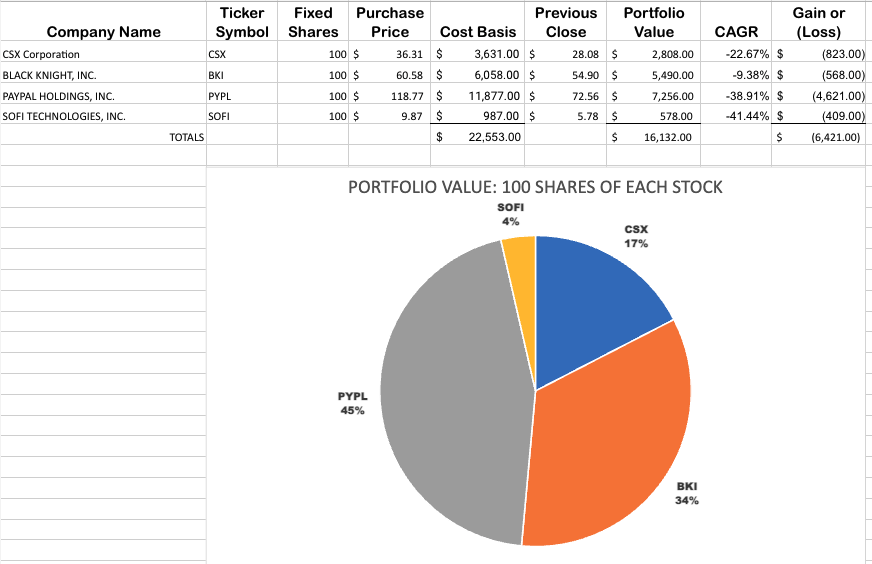 Company Name Ticker Symbol Fixed Shares Purchase Price Cost Basis Previous Close Portfolio Value CAGR Gain or (Loss)
CSX Corporation CSX 100 $ 36.31 $ 3,631.00 $ 28.08 $ 2,808.00 -22.67% $ (823.00)
BLACK KNIGHT, INC. BKI 100 $ 60.58 $ 6,058.00 $ 54.90 $ 5,490.00 -9.38% $ (568.00)
PAYPAL HOLDINGS, INC. PYPL 100 $ 118.77 $ 11,877.00 $ 72.56 $ 7,256.00 -38.91% $ (4,621.00)
SOFI TECHNOLOGIES, INC. SOFI 100 $ 9.87 $ 987.00 $ 5.78 $ 578.00 -41.44% $ (409.00)
TOTALS $ 22,553.00 $ 16,132.00 $ (6,421.00)
PORTFOLIO VALUE: 100 SHARES OF EACH STOCK
SOFI
4%
CSX
17%
PYPL
45%
BKI
34%